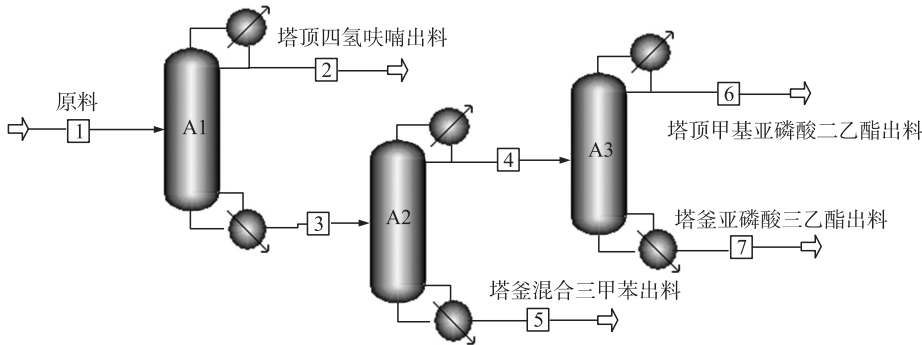 塔顶四氢呋喃出料
2
原料
1
A1
6
塔顶甲基亚磷酸二乙酯出料
4
A3
3
A2
塔釜亚磷酸三乙酯出料
7
塔釜混合三甲苯出料
5